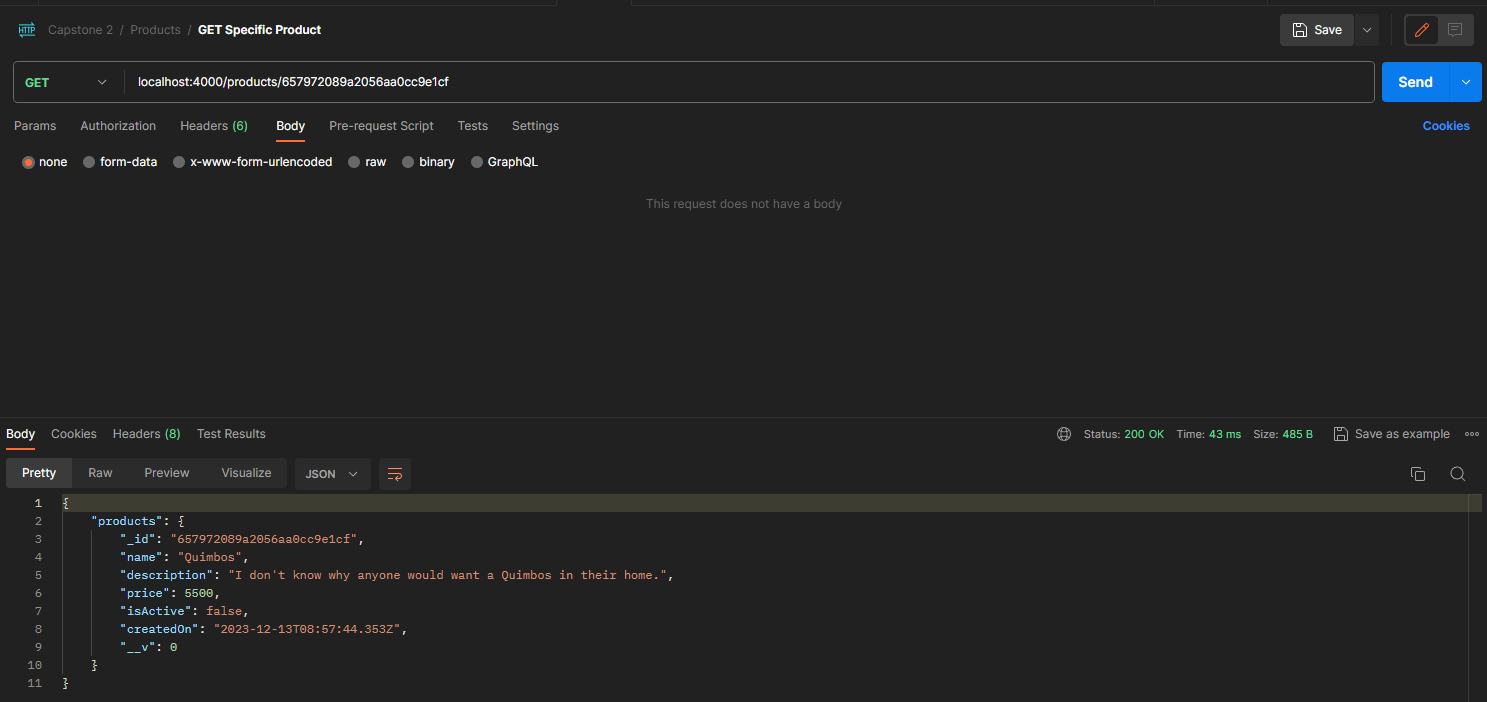 HTTP Capstone 2 / Products / GET Specific Product Save
GET localhost:4000/products/657972089a2056aa0cc9e1cf Send
Params Authorization Headers (6) Body Pre-request Script Tests Settings Cookies
none form-data x-www-form-urlencoded raw binary GraphQL
This request does not have a body
Body Cookies Headers (8) Test Results Status: 200 OK Time: 43 ms Size: 485 B Save as example
Pretty Raw Preview Visualize JSON
1 {
2 "products": {
3 "_id": "657972089a2056aa0cc9e1cf",
4 "name": "Quimbos",
5 "description": "I don't know why anyone would want a Quimbos in their home.",
6 "price": 5500,
7 "isActive": false,
8 "createdOn": "2023-12-13T08:57:44.353Z",
9 "__v": 0
10 }
11 }